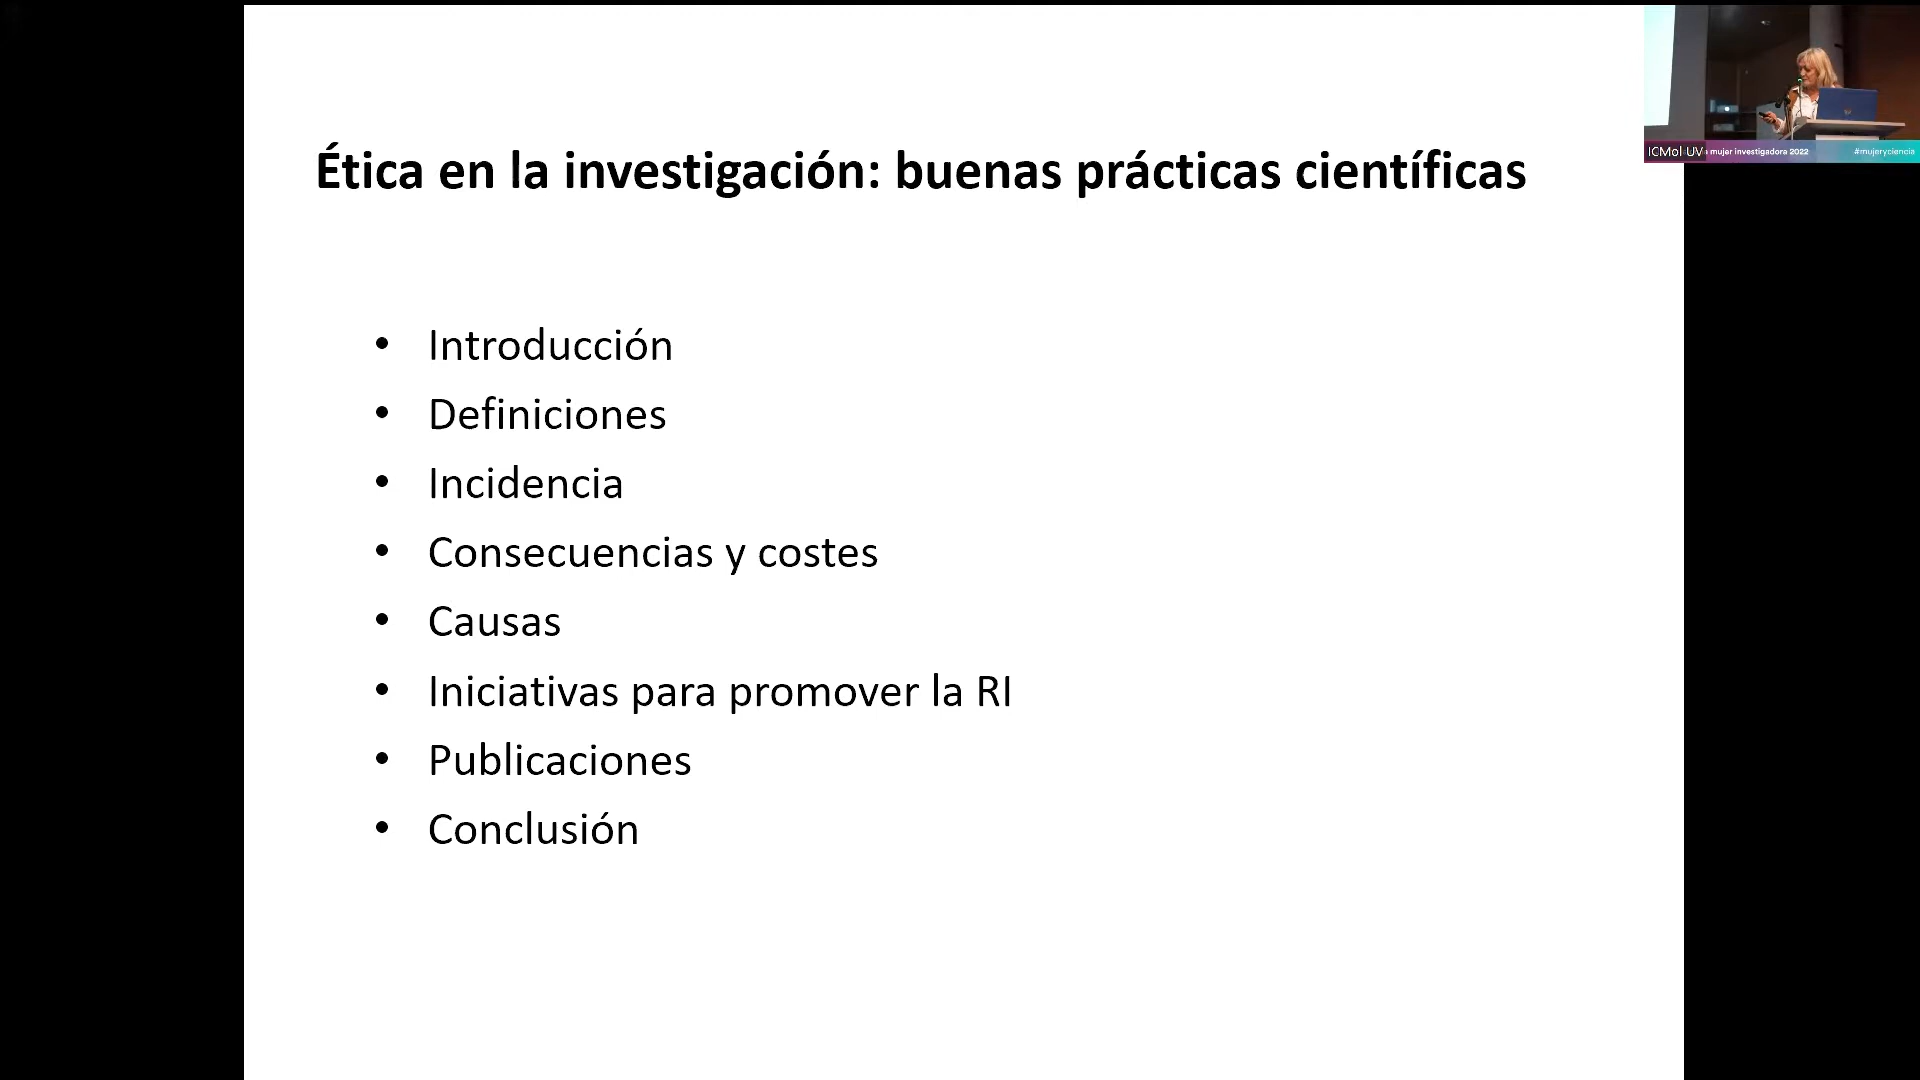 Ética en la investigación: buenas prácticas científicas
• Introducción
• Definiciones
• Incidencia
• Consecuencias y costes
• Causas
• Iniciativas para promover la RI
• Publicaciones
• Conclusión
ICMol UV
mujer investigadora 2022
#mujeryciencia